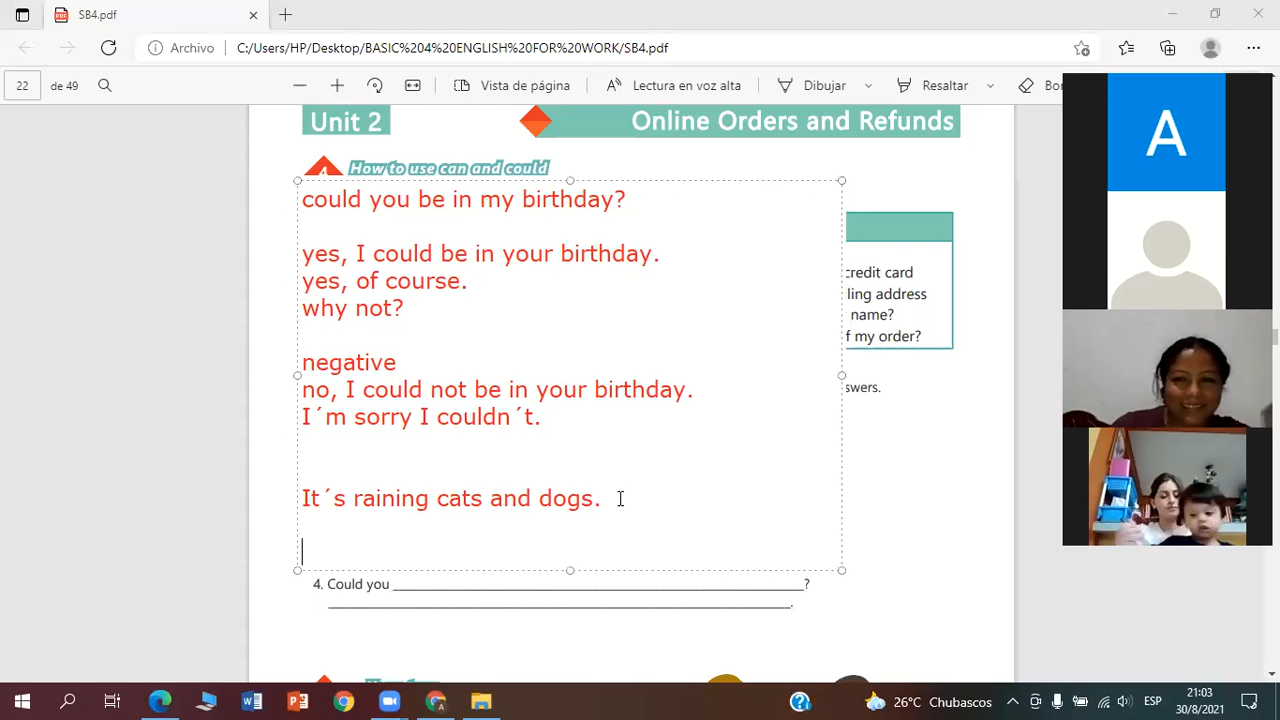 SB4.pdf
Archivo
C:/Users/HP/Desktop/BASIC%204%20ENGLISH%20FOR%20WORK/SB4.pdf
22 de 49
Vista de página
Lectura en voz alta
Dibujar
Resaltar
Bor
Unit 2
Online Orders and Refunds
How to use can and could
could you be in my birthday?
yes, I could be in your birthday.
yes, of course.
why not?
negative
no, I could not be in your birthday.
I´m sorry I couldn´t.
It´s raining cats and dogs.
credit card
ling address
name?
f my order?
swers.
4. Could you ?
.
A
26°C Chubascos
ESP
21:03
30/8/2021